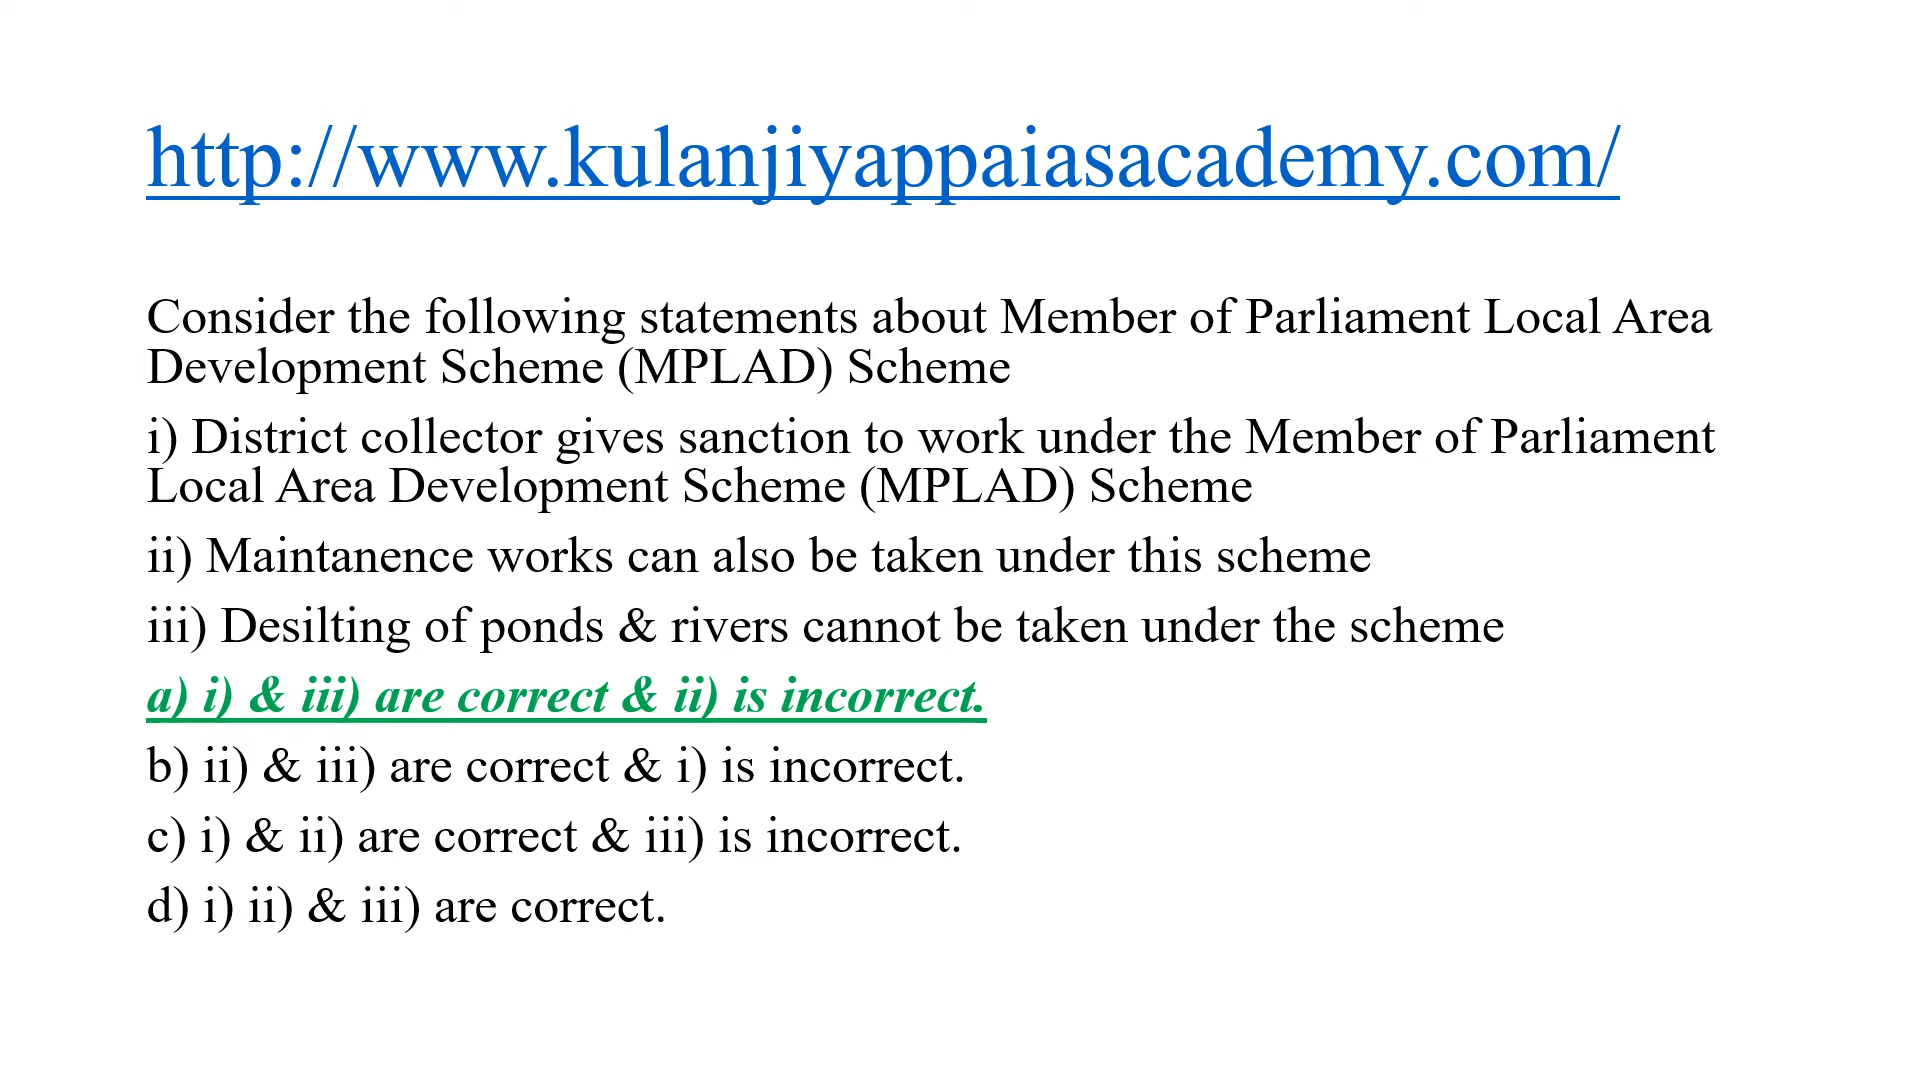 http://www.kulanjiyappaiasacademy.com/
Consider the following statements about Member of Parliament Local Area
Development Scheme (MPLAD) Scheme
i) District collector gives sanction to work under the Member of Parliament
Local Area Development Scheme (MPLAD) Scheme
ii) Maintanence works can also be taken under this scheme
iii) Desilting of ponds & rivers cannot be taken under the scheme
a) i) & iii) are correct & ii) is incorrect.
b) ii) & iii) are correct & i) is incorrect.
c) i) & ii) are correct & iii) is incorrect.
d) i) ii) & iii) are correct.